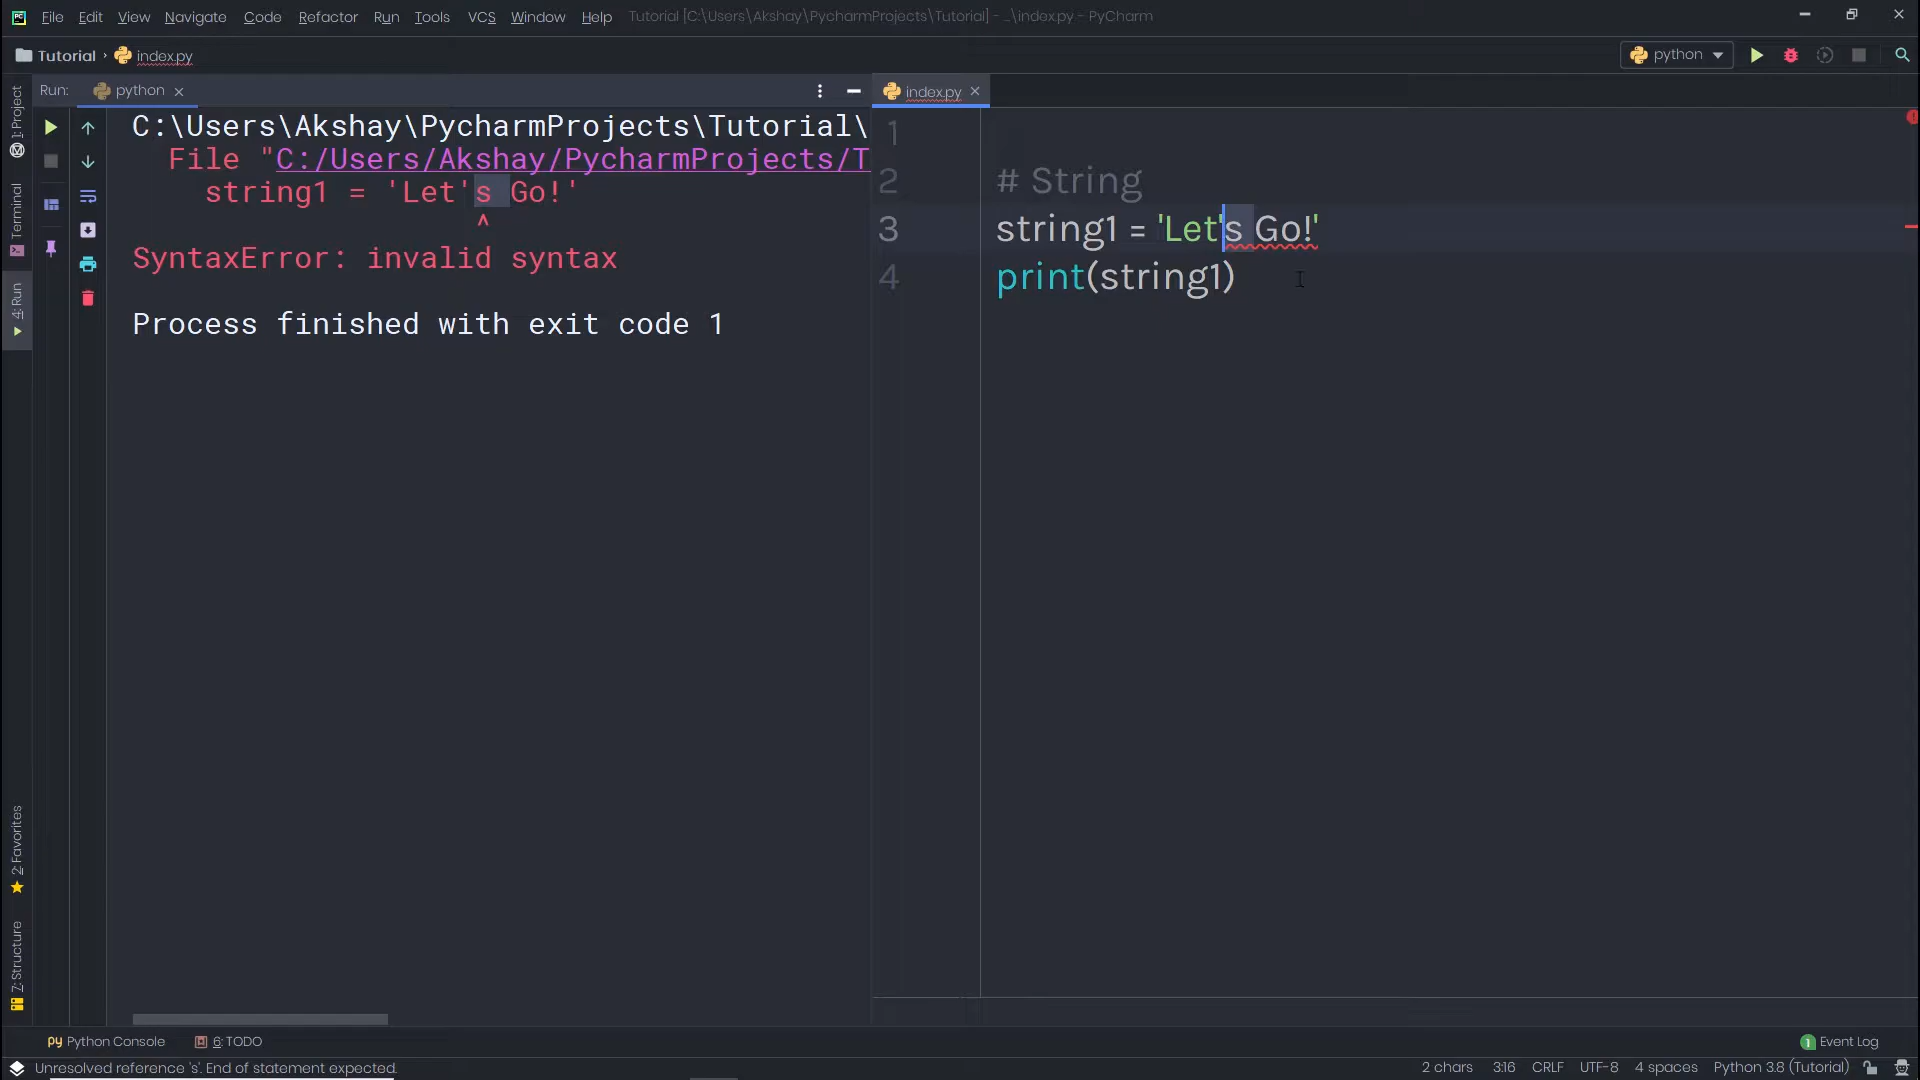 File Edit View Navigate Code Refactor Run Tools VCS Window Help Tutorial [C:\Users\Akshay\PycharmProjects\Tutorial] - ...\index.py - PyCharm
Tutorial › index.py
python
Run: python
index.py
1: Project
Terminal
4: Run
2: Favorites
7: Structure
C:\Users\Akshay\PycharmProjects\Tutorial\
File "C:/Users/Akshay/PycharmProjects/T
string1 = 'Let's Go!'
^
SyntaxError: invalid syntax
Process finished with exit code 1
1
2 # String
3 string1 = 'Let's Go!'
4 print(string1)
Python Console 6: TODO
1 Event Log
Unresolved reference 's'. End of statement expected.
2 chars 3:16 CRLF UTF-8 4 spaces Python 3.8 (Tutorial)